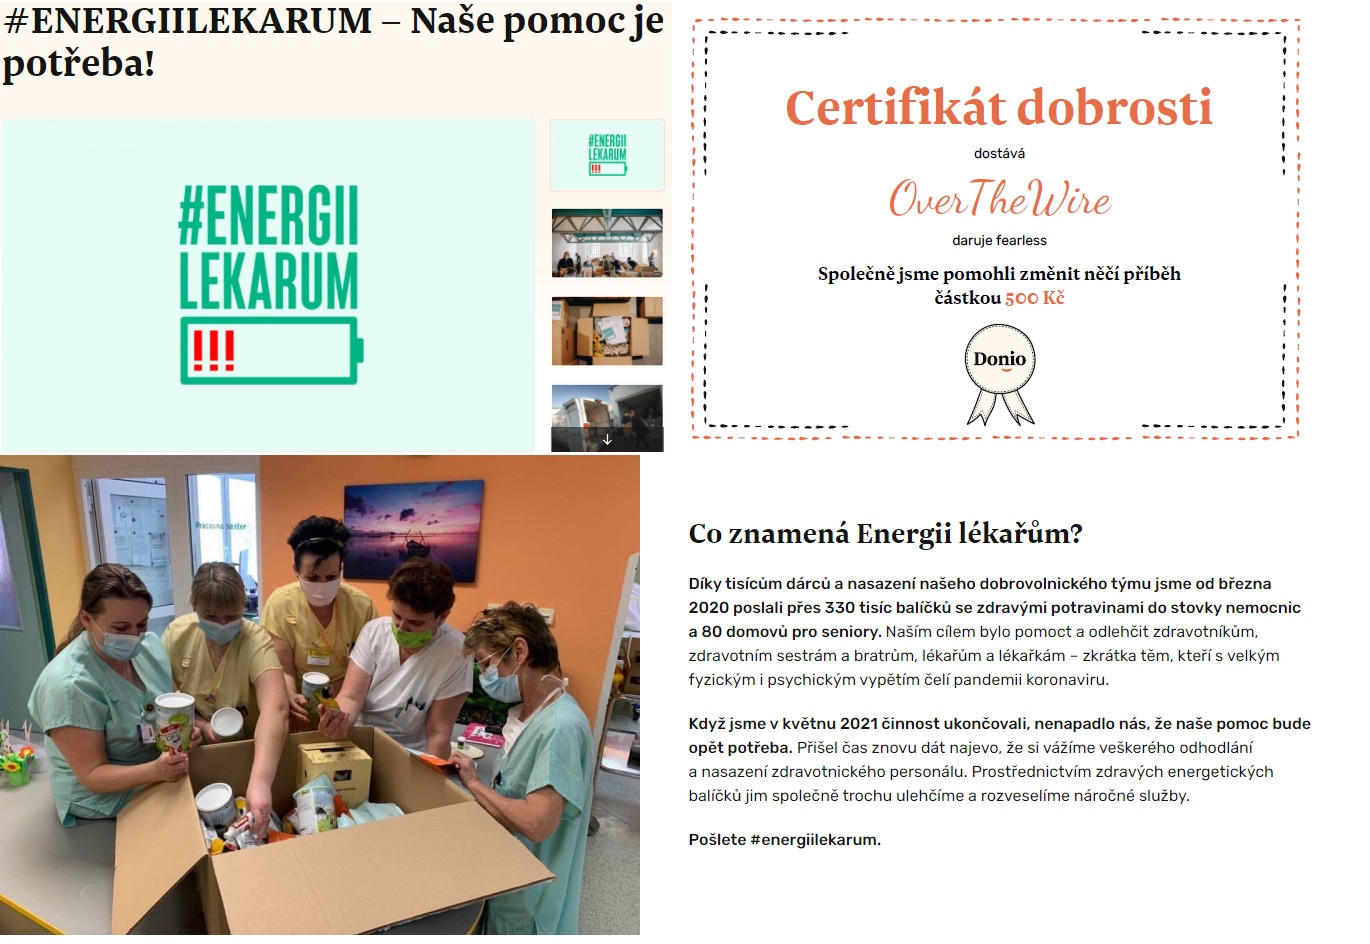 #ENERGIILEKARUM – Naše pomoc je
potřeba!
#ENERGII
LEKARUM
!!!
#ENERGII
LEKARUM
!!!
Certifikát dobrosti
dostává
OverTheWire
daruje fearless
Společně jsme pomohli změnit něčí příběh
částkou 500 Kč
Donio
Pracovna sester
Co znamená Energii lékařům?
Díky tisícům dárců a nasazení našeho dobrovolnického týmu jsme od března
2020 poslali přes 330 tisíc balíčků se zdravými potravinami do stovky nemocnic
a 80 domovů pro seniory. Naším cílem bylo pomoct a odlehčit zdravotníkům,
zdravotním sestrám a bratrům, lékařům a lékařkám – zkrátka těm, kteří s velkým
fyzickým i psychickým vypětím čelí pandemii koronaviru.
Když jsme v květnu 2021 činnost ukončovali, nenapadlo nás, že naše pomoc bude
opět potřeba. Přišel čas znovu dát najevo, že si vážíme veškerého odhodlání
a nasazení zdravotnického personálu. Prostřednictvím zdravých energetických
balíčků jim společně trochu ulehčíme a rozveselíme náročné služby.
Pošlete #energiilekarum.